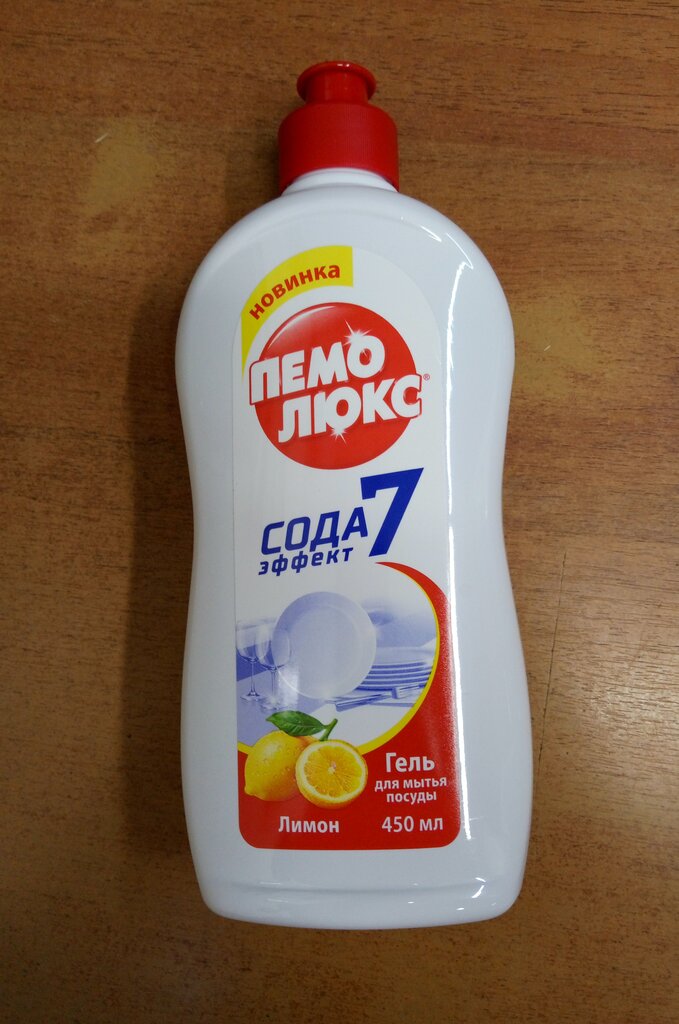 новинка
ПЕМО
ЛЮКС®
СОДА 7
эффект
Гель
для мытья
посуды
Лимон 450 мл